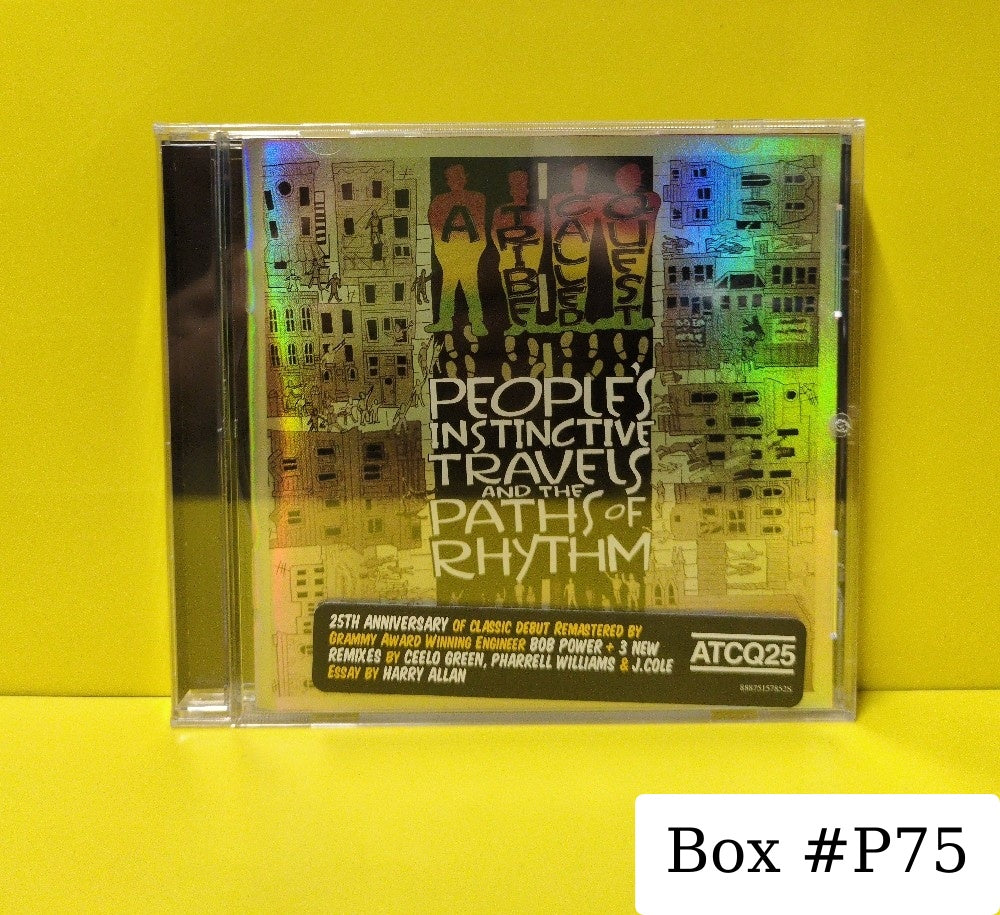 A TRIBE CALLED QUEST
PEOPLE'S
INSTINCTIVE
TRAVELS
AND THE
PATHS OF
RHYTHM
25TH ANNIVERSARY OF CLASSIC DEBUT REMASTERED BY
GRAMMY AWARD WINNING ENGINEER BOB POWER + 3 NEW
REMIXES BY CEELO GREEN, PHARRELL WILLIAMS & J.COLE
ESSAY BY HARRY ALLAN
ATCQ25
88875157852S
Box #P75